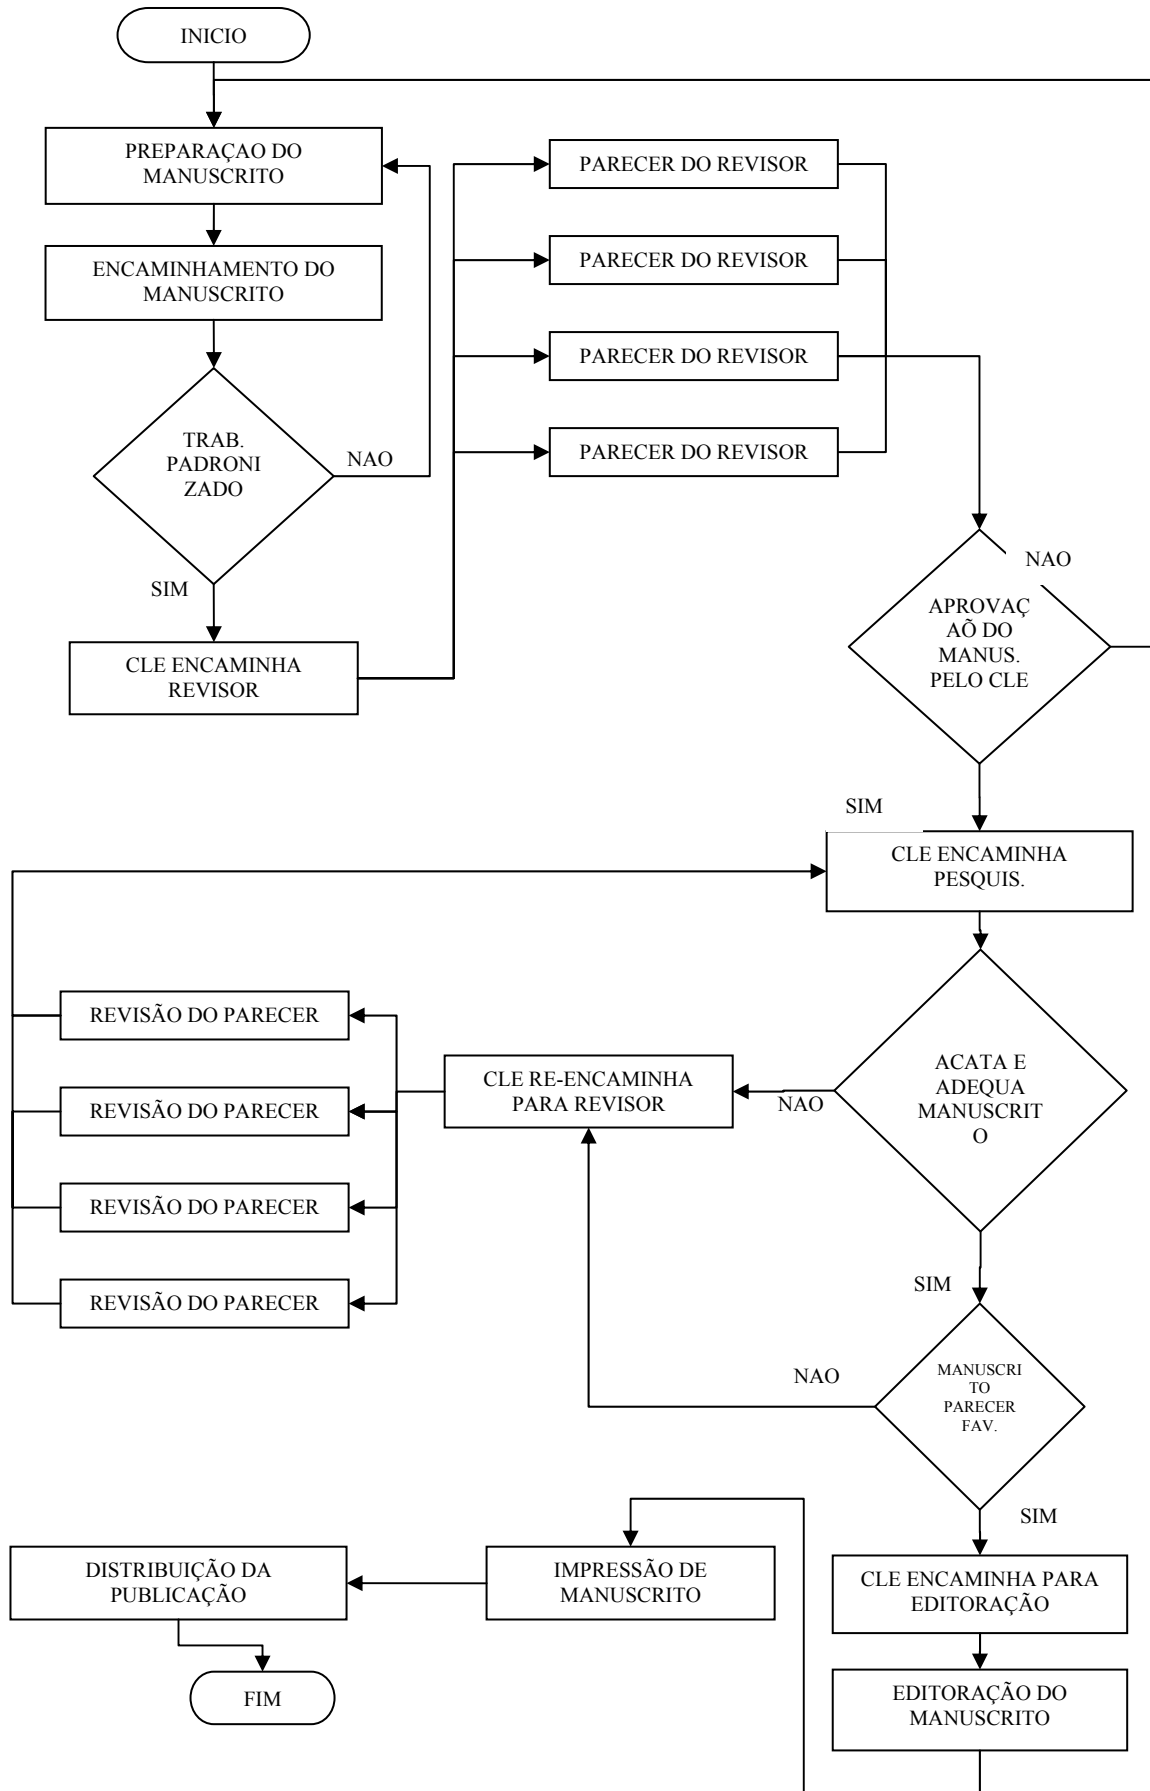 INICIO
PREPARAÇAO DO
MANUSCRITO
ENCAMINHAMENTO DO
MANUSCRITO
TRAB.
PADRONI
ZADO
NAO
SIM
CLE ENCAMINHA
REVISOR
PARECER DO REVISOR
PARECER DO REVISOR
PARECER DO REVISOR
PARECER DO REVISOR
NAO
APROVAÇ
AÕ DO
MANUS.
PELO CLE
SIM
CLE ENCAMINHA
PESQUIS.
ACATA E
ADEQUA
MANUSCRIT
O
NAO
CLE RE-ENCAMINHA
PARA REVISOR
REVISÃO DO PARECER
REVISÃO DO PARECER
REVISÃO DO PARECER
REVISÃO DO PARECER
SIM
MANUSCRI
TO
PARECER
FAV.
NAO
SIM
CLE ENCAMINHA PARA
EDITORAÇÃO
EDITORAÇÃO DO
MANUSCRITO
IMPRESSÃO DE
MANUSCRITO
DISTRIBUIÇÃO DA
PUBLICAÇÃO
FIM